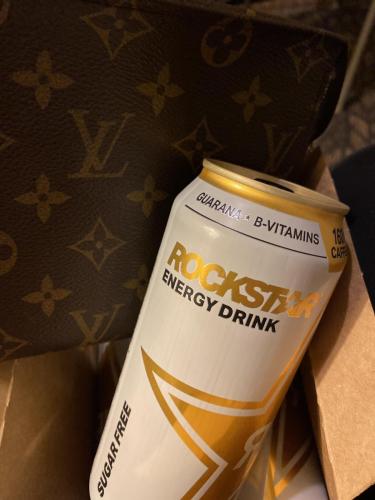 GUARANA • B-VITAMINS
ROCKSTAR
ENERGY DRINK
SUGAR FREE
LV